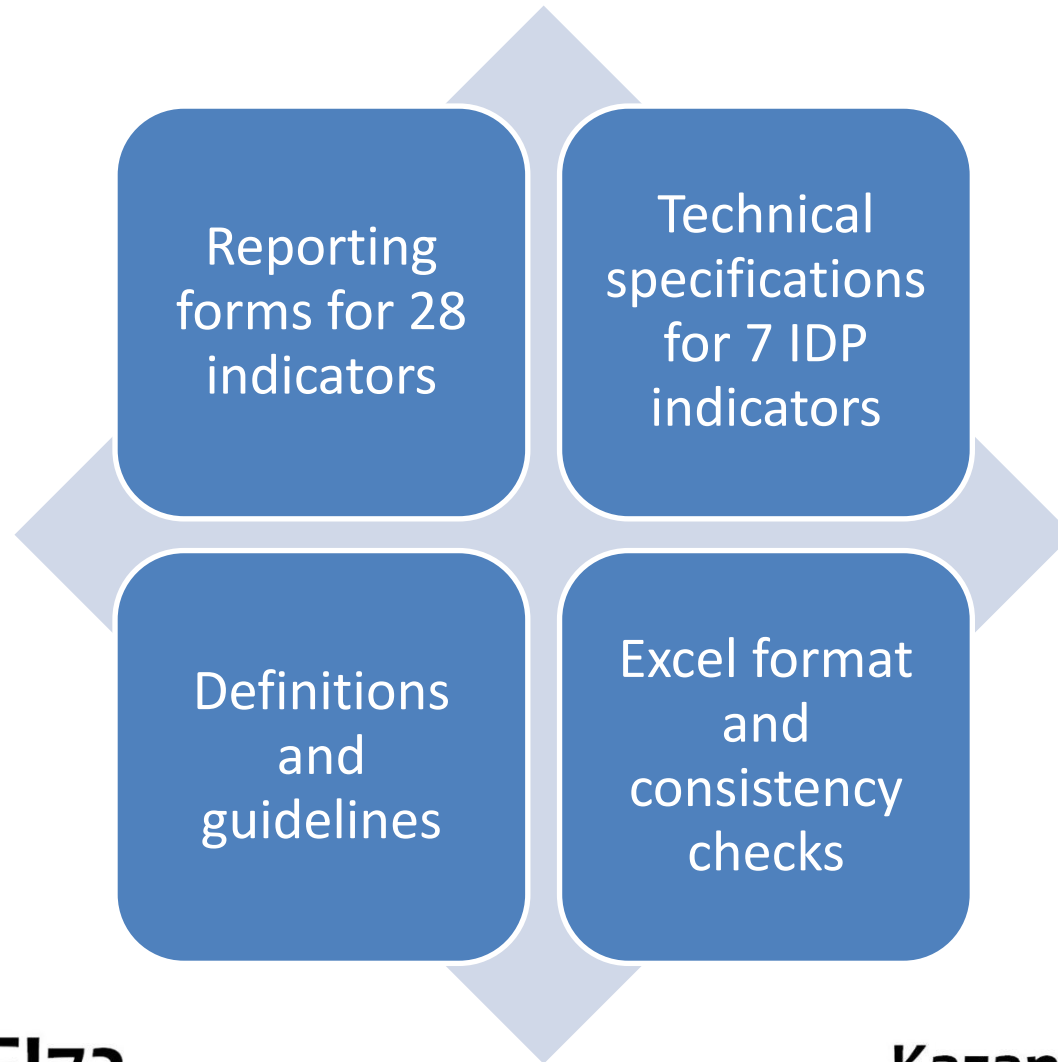 Reporting
forms for 28
indicators
Technical
specifications
for 7 IDP
indicators
Definitions
and
guidelines
Excel format
and
consistency
checks